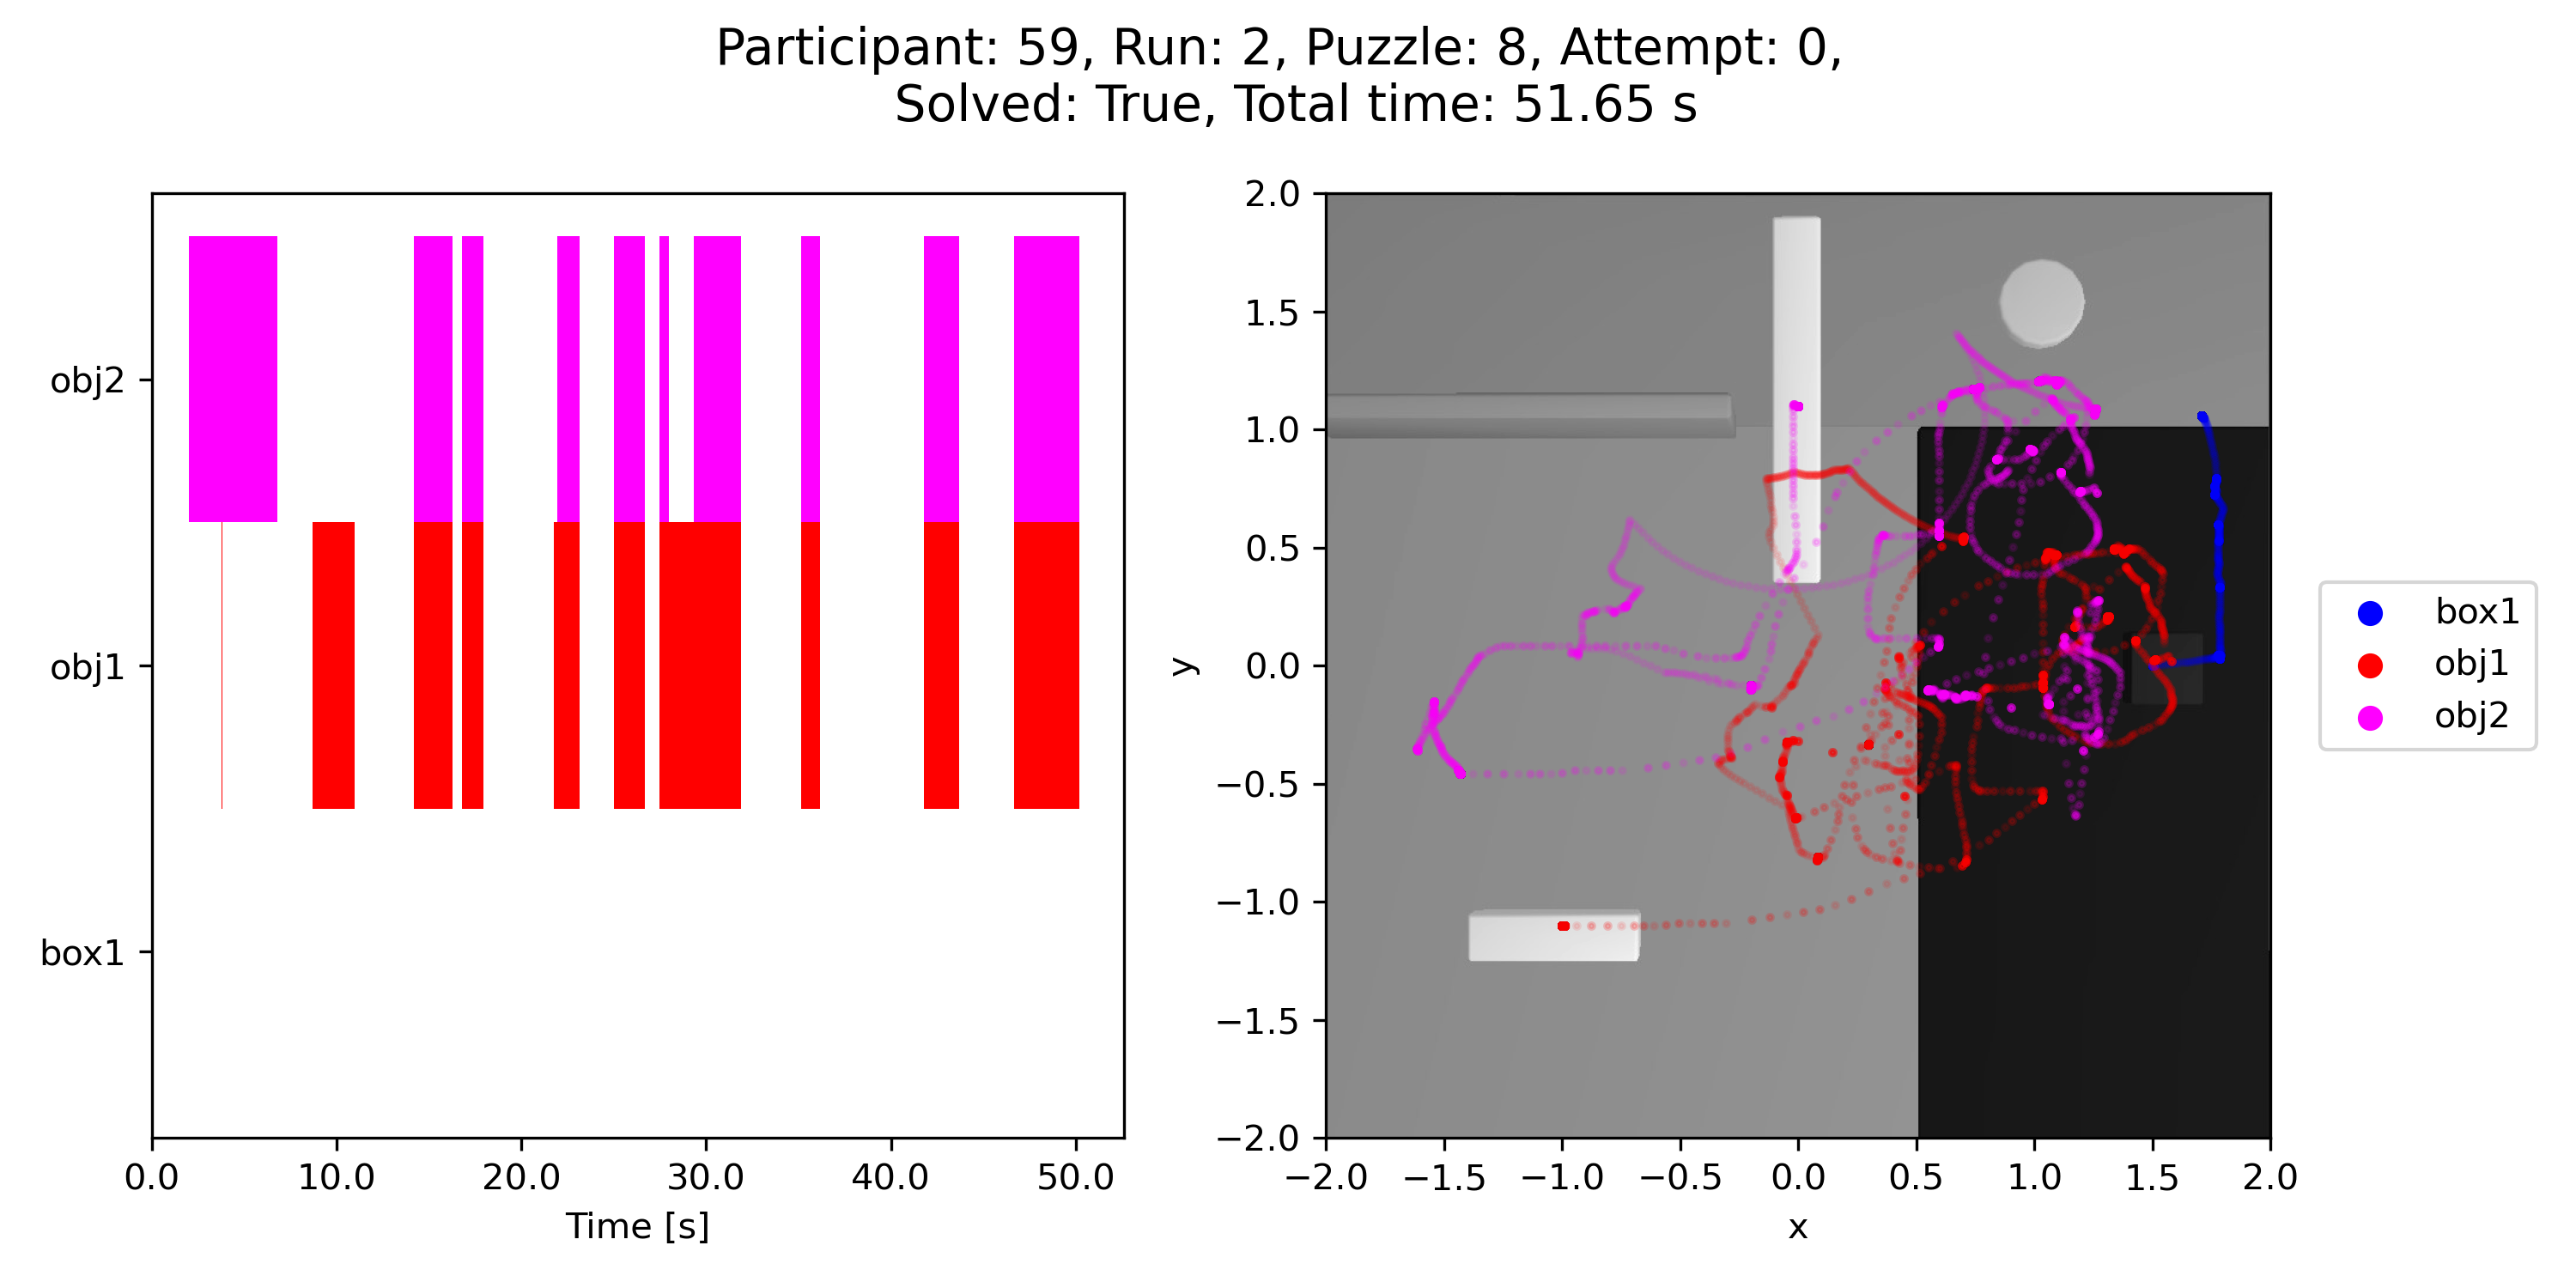 Participant: 59, Run: 2, Puzzle: 8, Attempt: 0,
Solved: True, Total time: 51.65 s
obj2
obj1
box1
0.0 10.0 20.0 30.0 40.0 50.0
Time [s]
2.0
1.5
1.0
0.5
0.0
−0.5
−1.0
−1.5
−2.0
y
−2.0 −1.5 −1.0 −0.5 0.0 0.5 1.0 1.5 2.0
x
box1
obj1
obj2